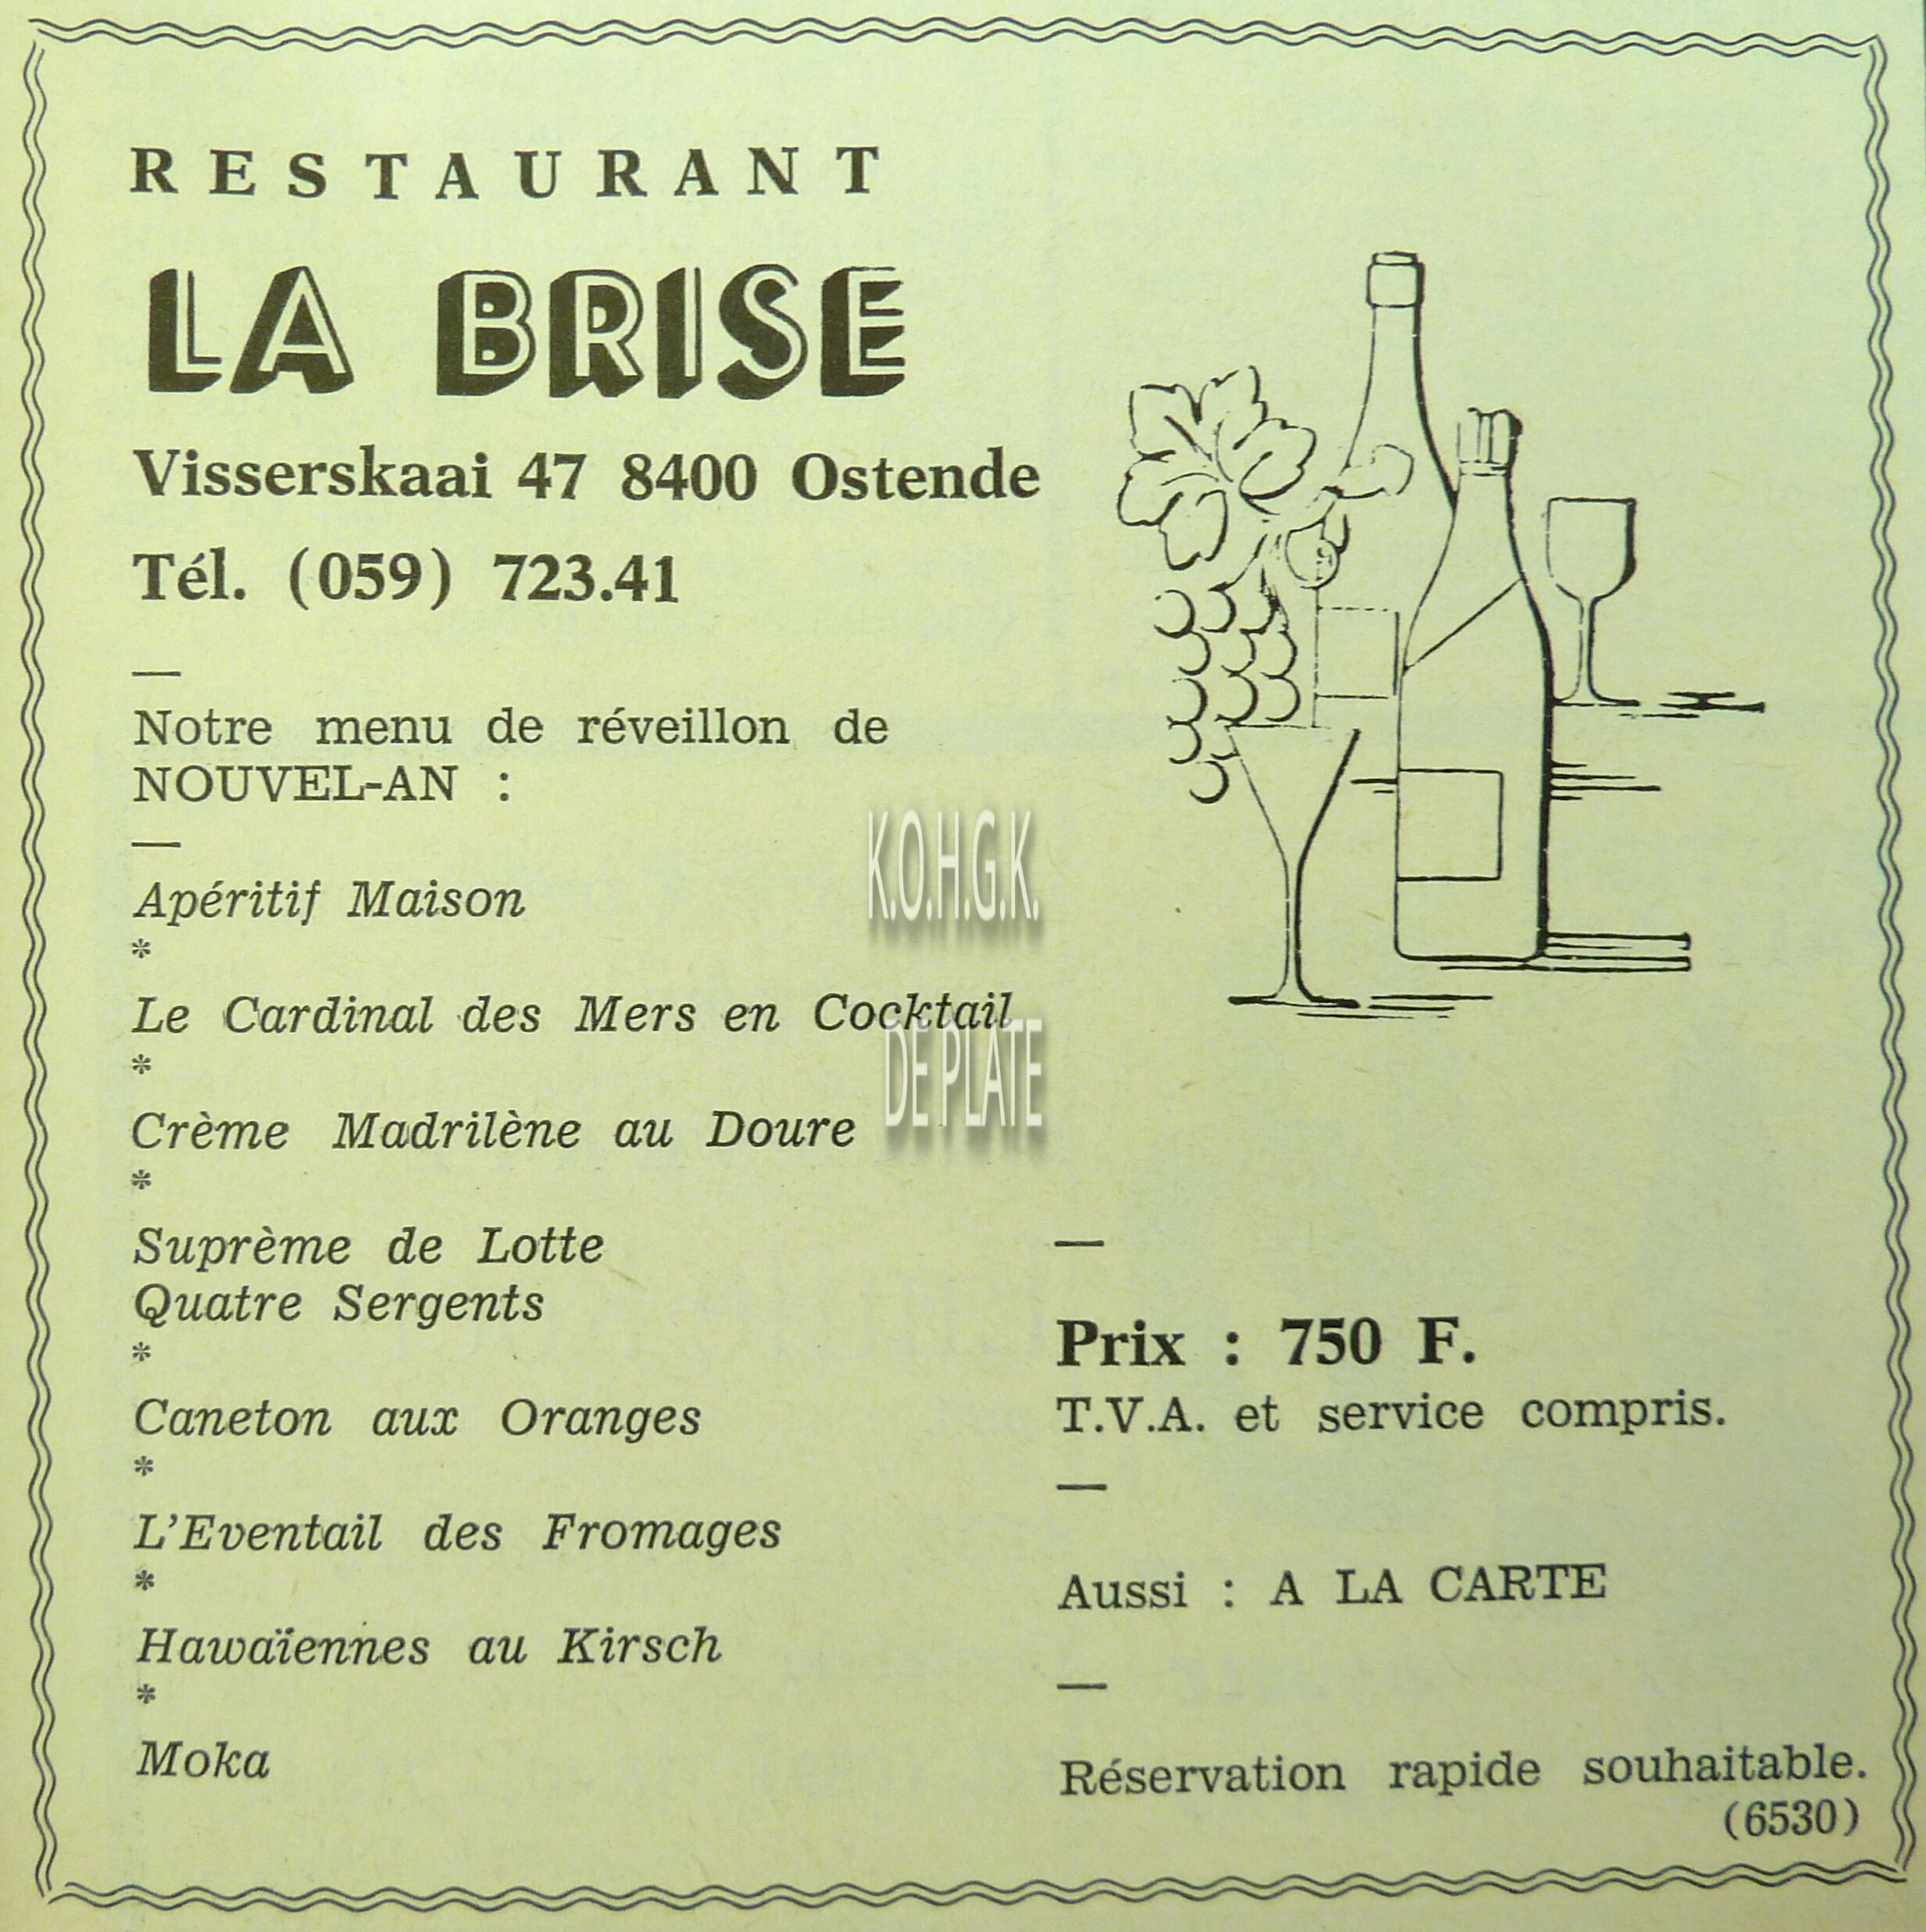 RESTAURANT
LA BRISE
Visserskaai 47 8400 Ostende
Tél. (059) 723.41
—
Notre menu de réveillon de
NOUVEL-AN :
—
Apéritif Maison
*
Le Cardinal des Mers en Cocktail
*
Crème Madrilène au Doure
*
Suprème de Lotte
Quatre Sergents
*
Caneton aux Oranges
*
L'Eventail des Fromages
*
Hawaïennes au Kirsch
*
Moka
—
Prix : 750 F.
T.V.A. et service compris.
—
Aussi : A LA CARTE
—
Réservation rapide souhaitable.
(6530)
K.O.H.G.K.
DE PLATE